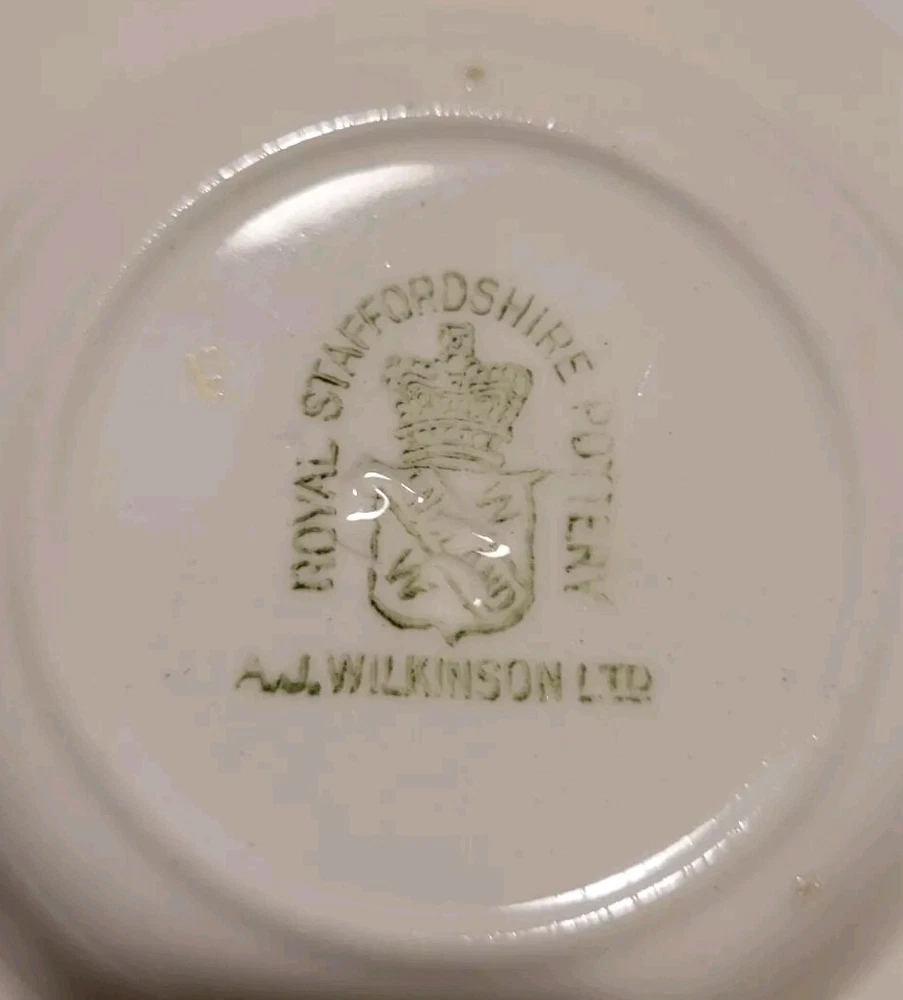 ROYAL STAFFORDSHIRE POTTERY
A.J. WILKINSON LTD